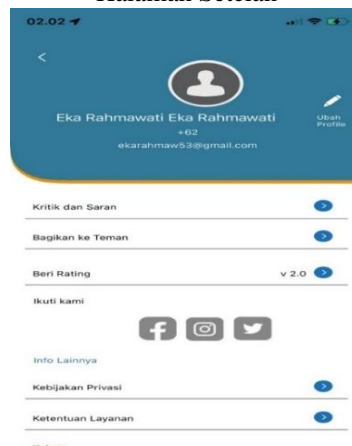 02.02
Eka Rahmawati Eka Rahmawati
+62
ekarahmaw53@gmail.com
Ubah
Profile
Kritik dan Saran
Bagikan ke Teman
Beri Rating v 2.0
Ikuti kami
Info Lainnya
Kebijakan Privasi
Ketentuan Layanan